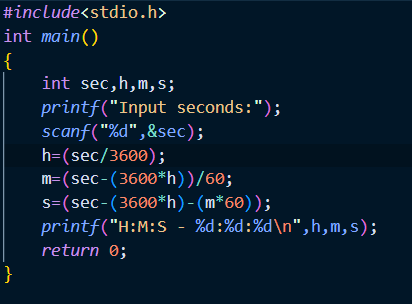 #include<stdio.h>
int main()
{
    int sec,h,m,s;
    printf("Input seconds:");
    scanf("%d",&sec);
    h=(sec/3600);
    m=(sec-(3600*h))/60;
    s=(sec-(3600*h)-(m*60));
    printf("H:M:S - %d:%d:%d\n",h,m,s);
    return 0;
}